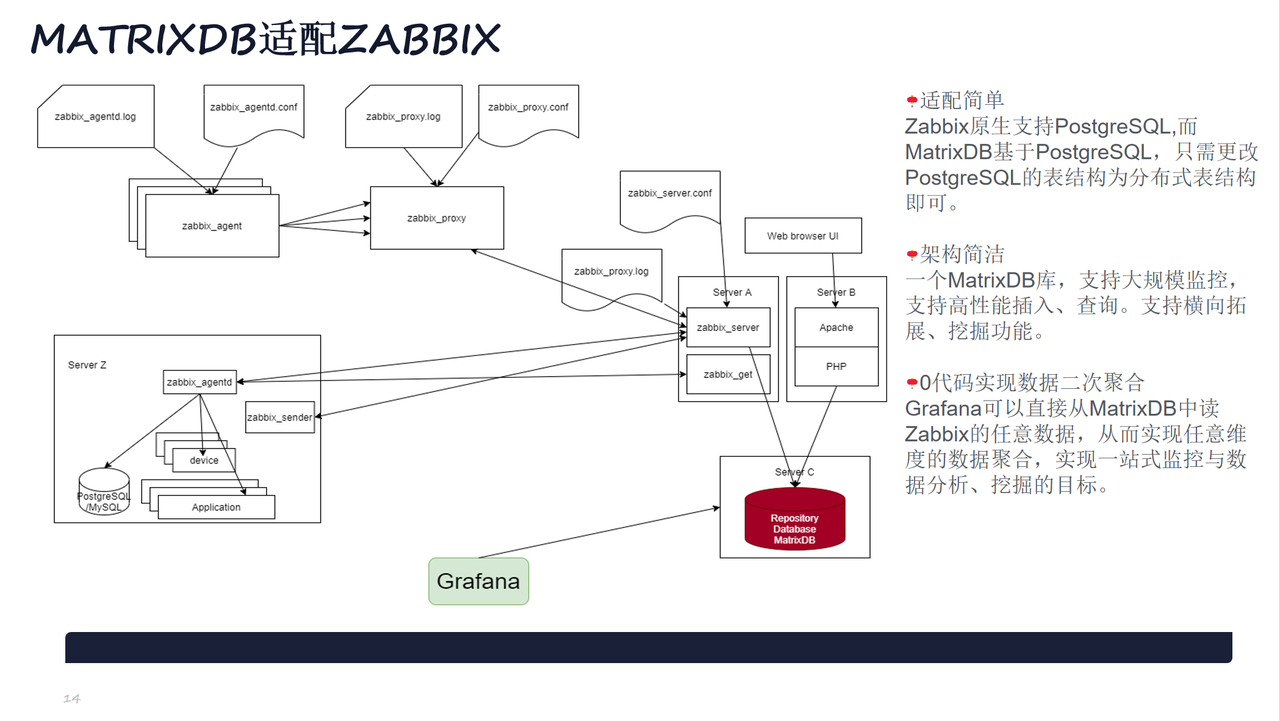 MATRIXDB适配ZABBIX
zabbix_agentd.log
zabbix_agentd.conf
zabbix_proxy.log
zabbix_proxy.conf
zabbix_agent
zabbix_proxy
zabbix_server.conf
Web browser UI
zabbix_proxy.log
Server A
Server B
zabbix_server
Apache
zabbix_get
PHP
Server Z
zabbix_agentd
zabbix_sender
device
PostgreSQL
/MySQL
Application
Server C
Repository
Database
MatrixDB
Grafana
适配简单
Zabbix原生支持PostgreSQL,而
MatrixDB基于PostgreSQL，只需更改
PostgreSQL的表结构为分布式表结构
即可。
架构简洁
一个MatrixDB库，支持大规模监控，
支持高性能插入、查询。支持横向拓
展、挖掘功能。
0代码实现数据二次聚合
Grafana可以直接从MatrixDB中读
Zabbix的任意数据，从而实现任意维
度的数据聚合，实现一站式监控与数
据分析、挖掘的目标。
14